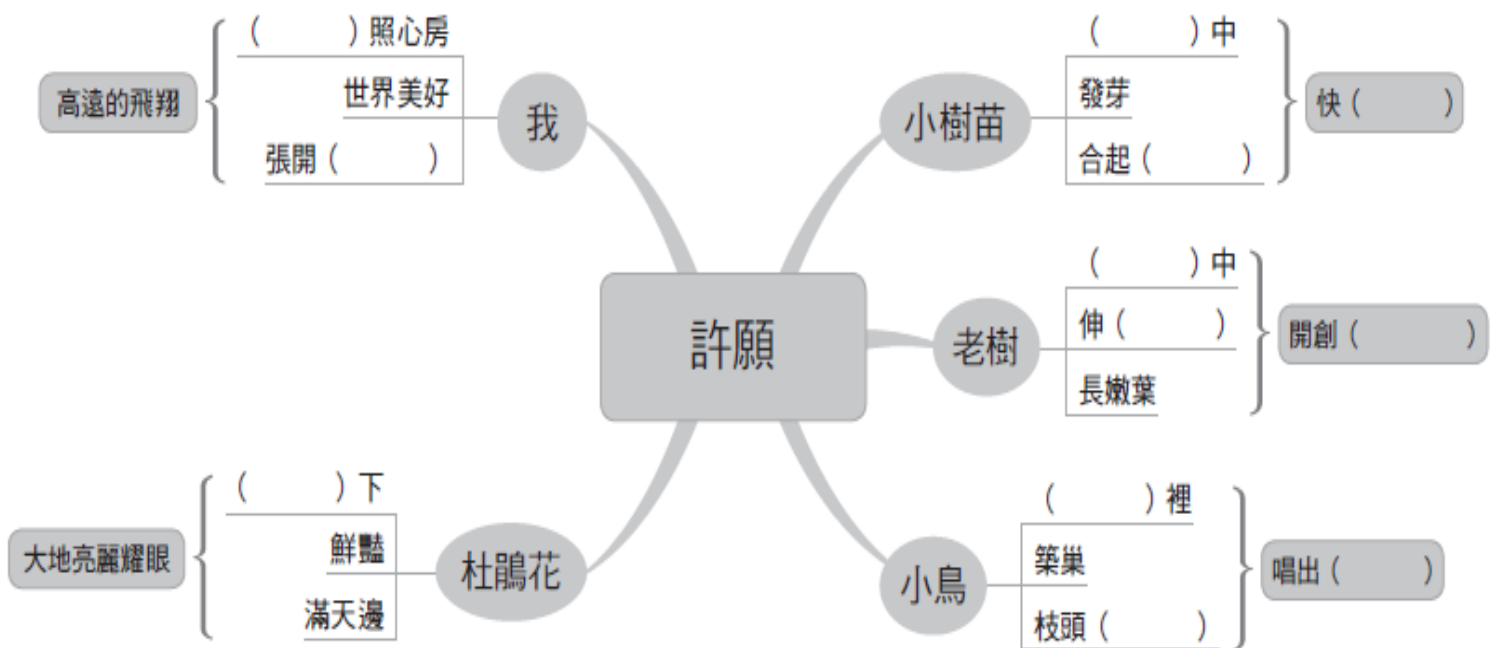 許願
我
（　　）照心房
世界美好
張開（　　）
高遠的飛翔
小樹苗
（　　）中
發芽
合起（　　）
快（　　）
老樹
（　　）中
伸（　　）
長嫩葉
開創（　　）
小鳥
（　　）裡
築巢
枝頭（　　）
唱出（　　）
杜鵑花
（　　）下
鮮豔
滿天邊
大地亮麗耀眼